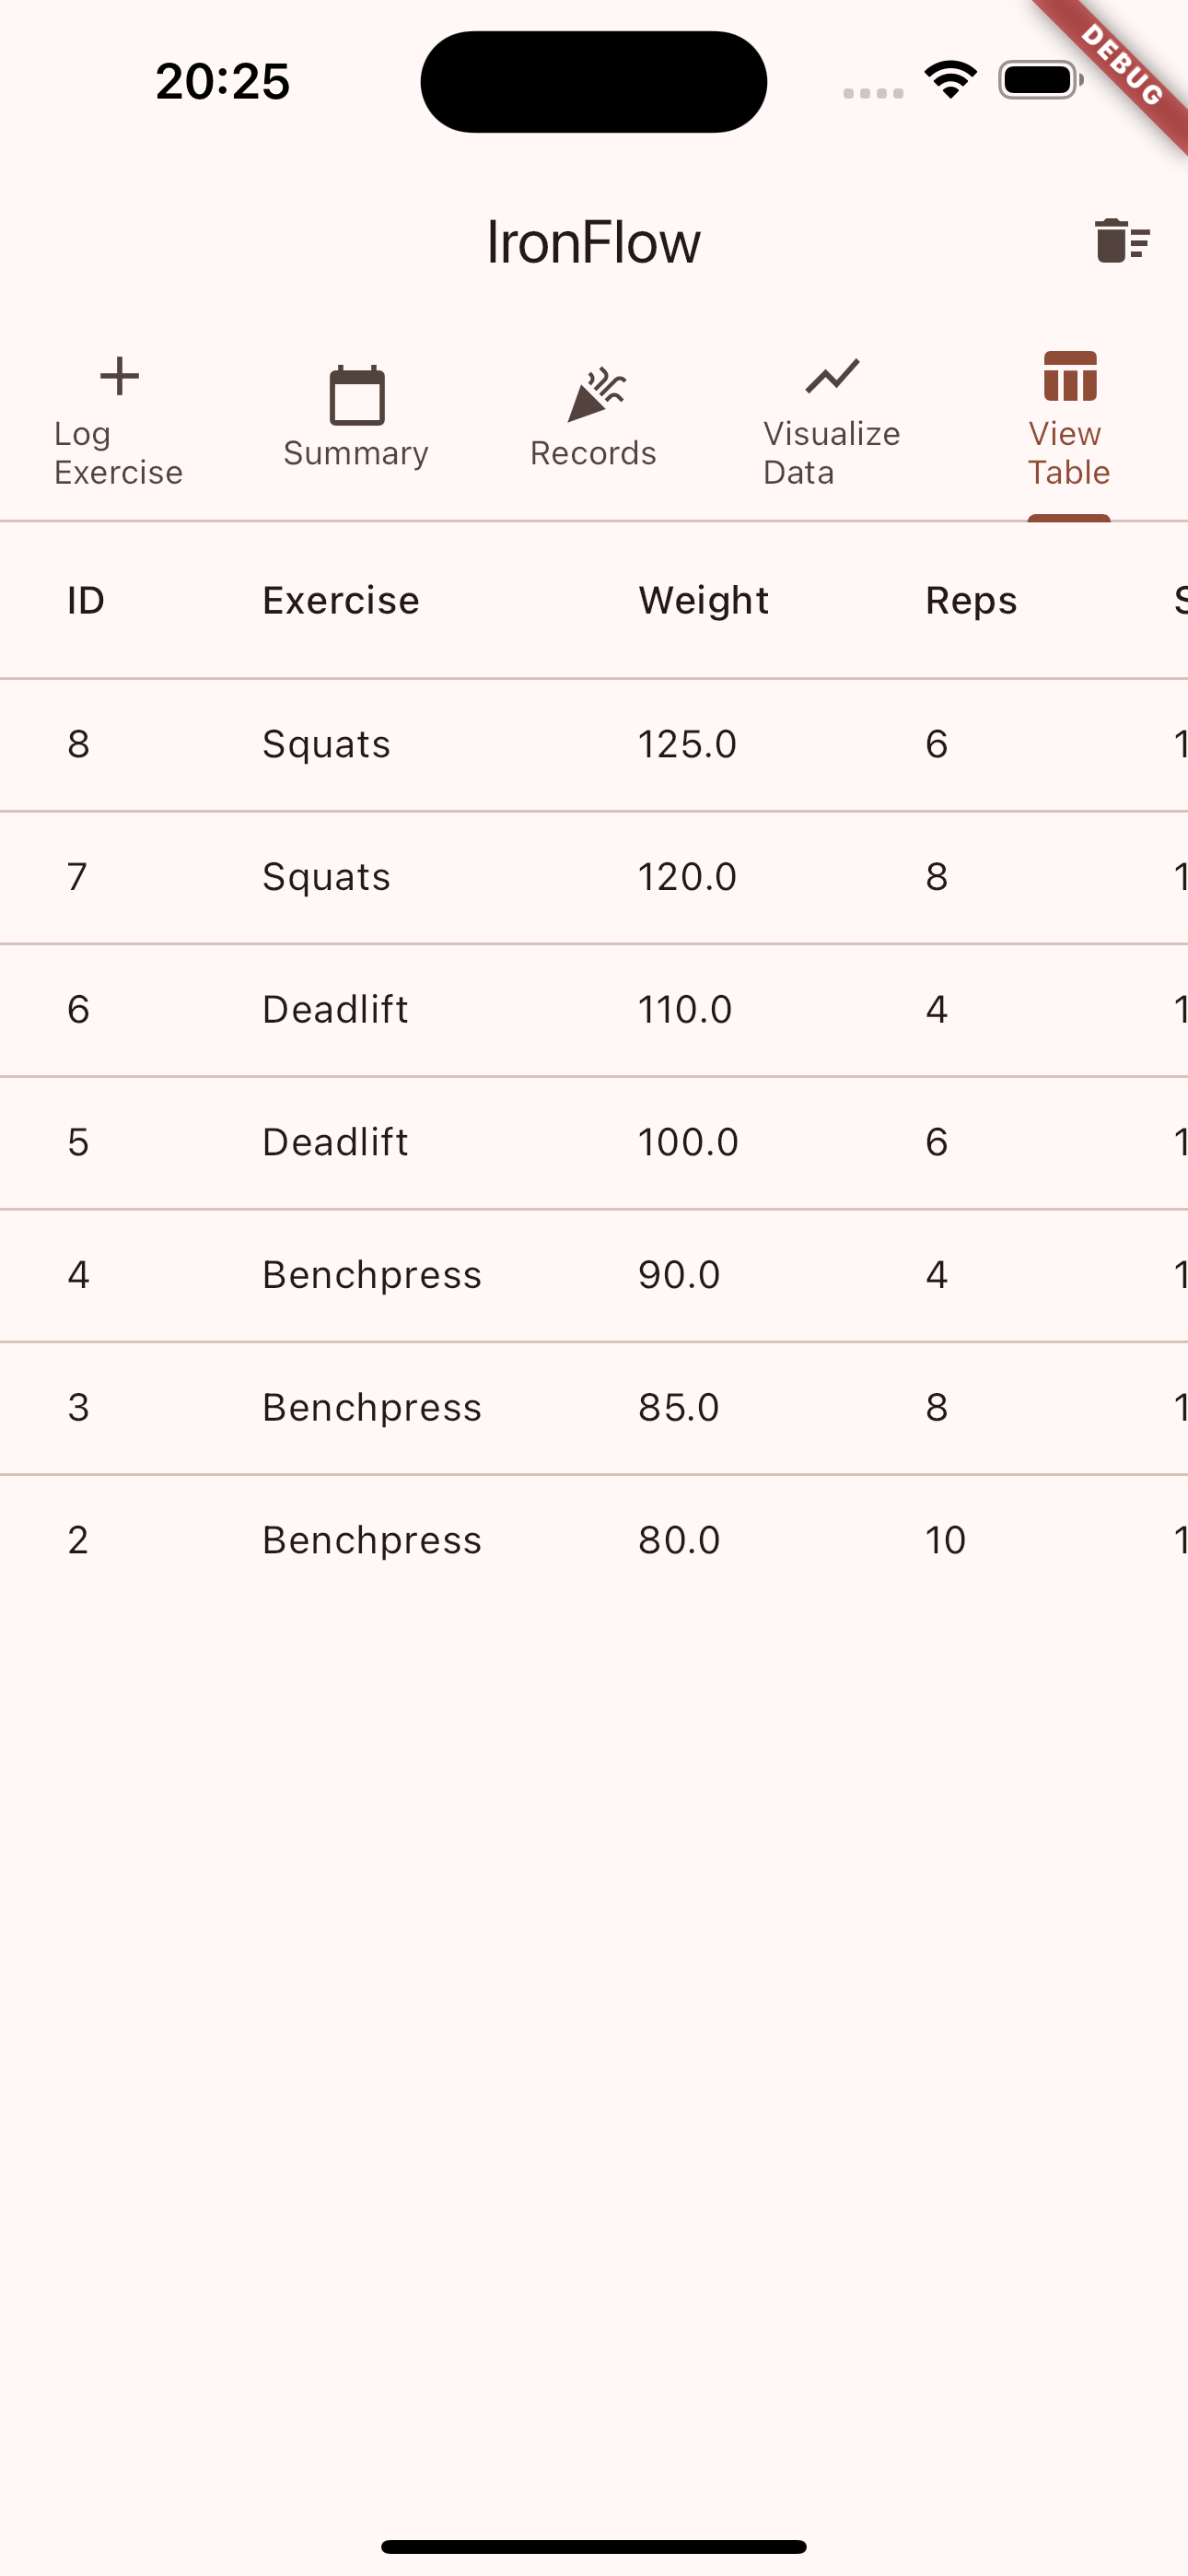 20:25
DEBUG
IronFlow
Log Exercise
Summary
Records
Visualize Data
View Table
ID Exercise Weight Reps S
8 Squats 125.0 6 1
7 Squats 120.0 8 1
6 Deadlift 110.0 4 1
5 Deadlift 100.0 6 1
4 Benchpress 90.0 4 1
3 Benchpress 85.0 8 1
2 Benchpress 80.0 10 1